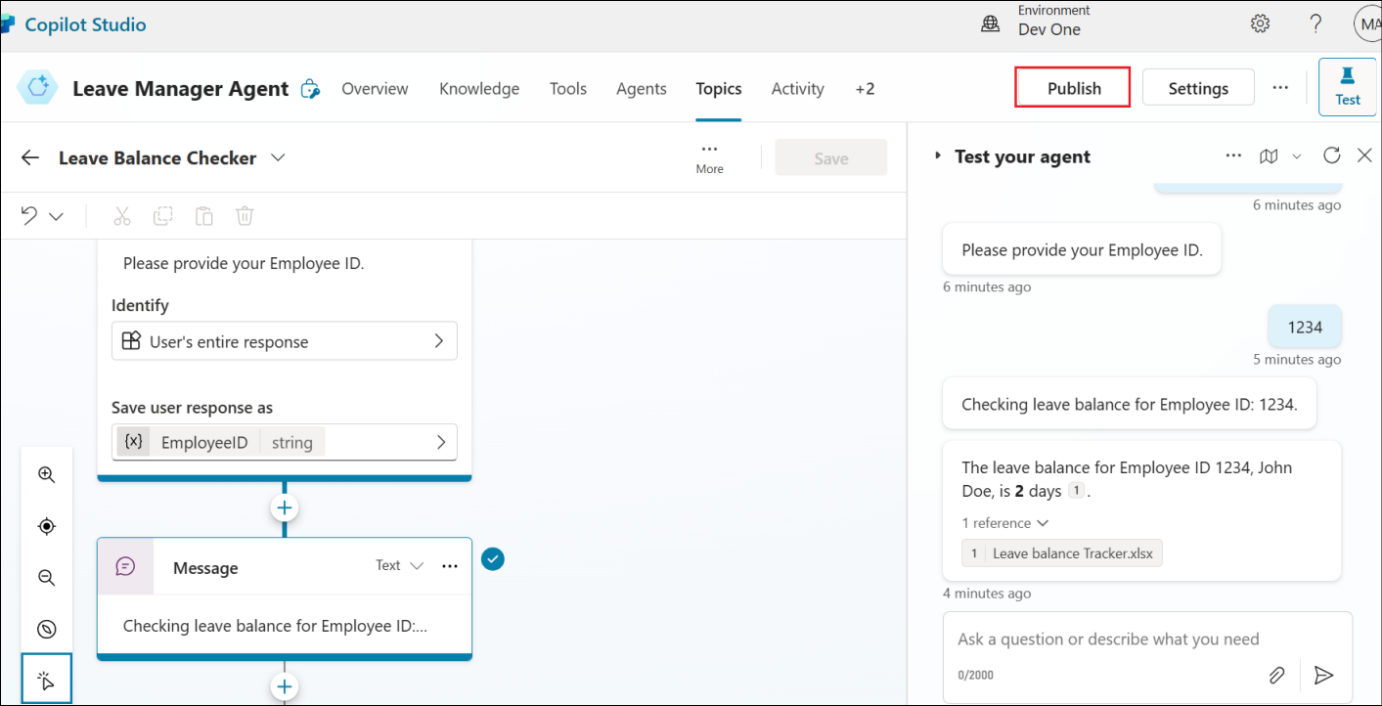 Copilot Studio
Environment
Dev One
MA
Leave Manager Agent
Overview
Knowledge
Tools
Agents
Topics
Activity
+2
Publish
Settings
...
Test
Leave Balance Checker
...
More
Save
Test your agent
...
6 minutes ago
Please provide your Employee ID.
Identify
User's entire response
Save user response as
{x} EmployeeID string
Message
Text
...
Checking leave balance for Employee ID:...
Please provide your Employee ID.
6 minutes ago
1234
5 minutes ago
Checking leave balance for Employee ID: 1234.
The leave balance for Employee ID 1234, John
Doe, is 2 days 1 .
1 reference
1 Leave balance Tracker.xlsx
4 minutes ago
Ask a question or describe what you need
0/2000